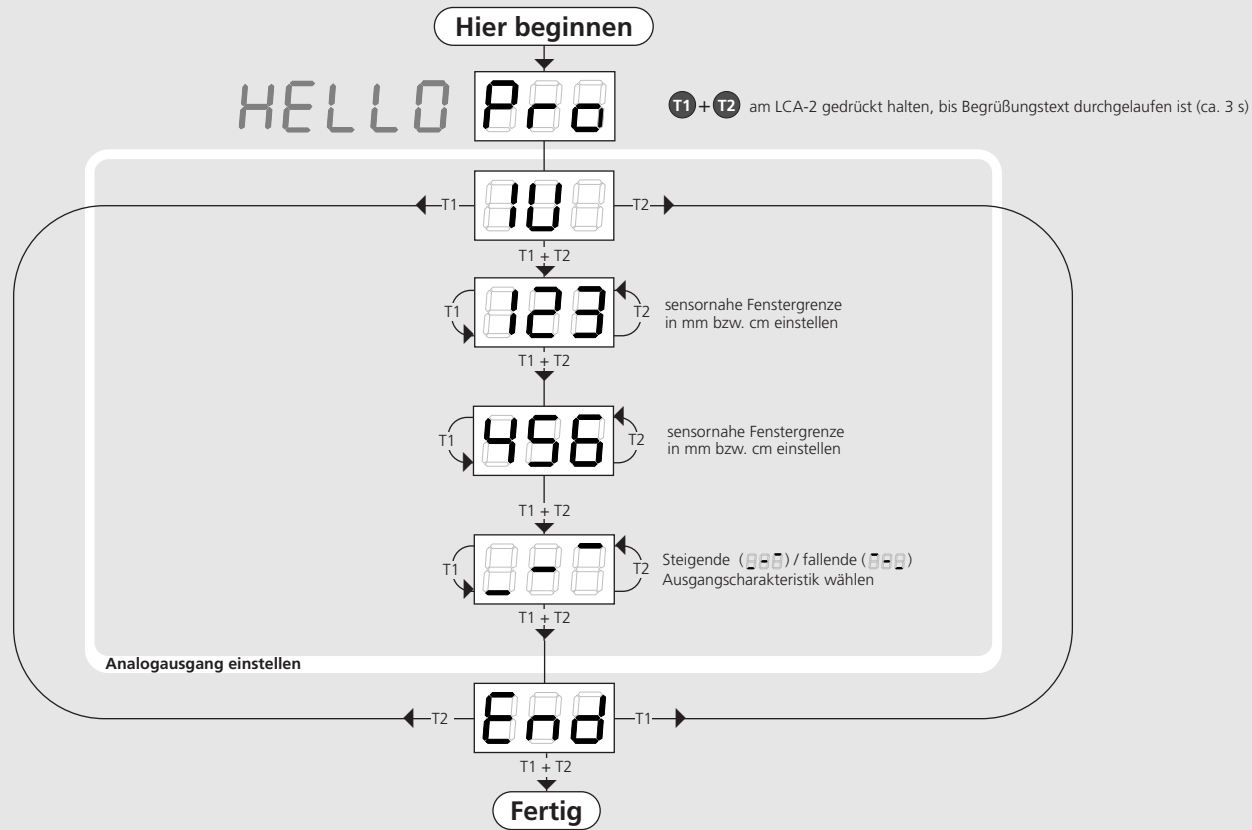 Hier beginnen
HELLO Pro
T1 + T2 am LCA-2 gedrückt halten, bis Begrüßungstext durchgelaufen ist (ca. 3 s)
T1 IU T2
T1 + T2
T1 123 T2
sensornahe Fenstergrenze
in mm bzw. cm einstellen
T1 + T2
T1 456 T2
sensornahe Fenstergrenze
in mm bzw. cm einstellen
T1 + T2
T1 _-¯ T2
Steigende (_-¯) / fallende (¯-_)
Ausgangscharakteristik wählen
T1 + T2
Analogausgang einstellen
T2 End T1
T1 + T2
Fertig